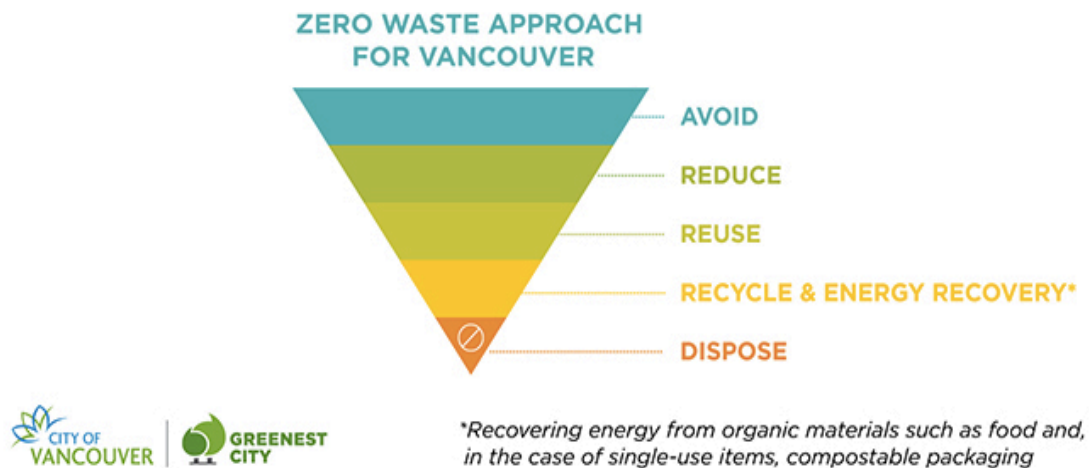 ZERO WASTE APPROACH
FOR VANCOUVER
AVOID
REDUCE
REUSE
RECYCLE & ENERGY RECOVERY*
DISPOSE
CITY OF
VANCOUVER
GREENEST
CITY
*Recovering energy from organic materials such as food and,
in the case of single-use items, compostable packaging